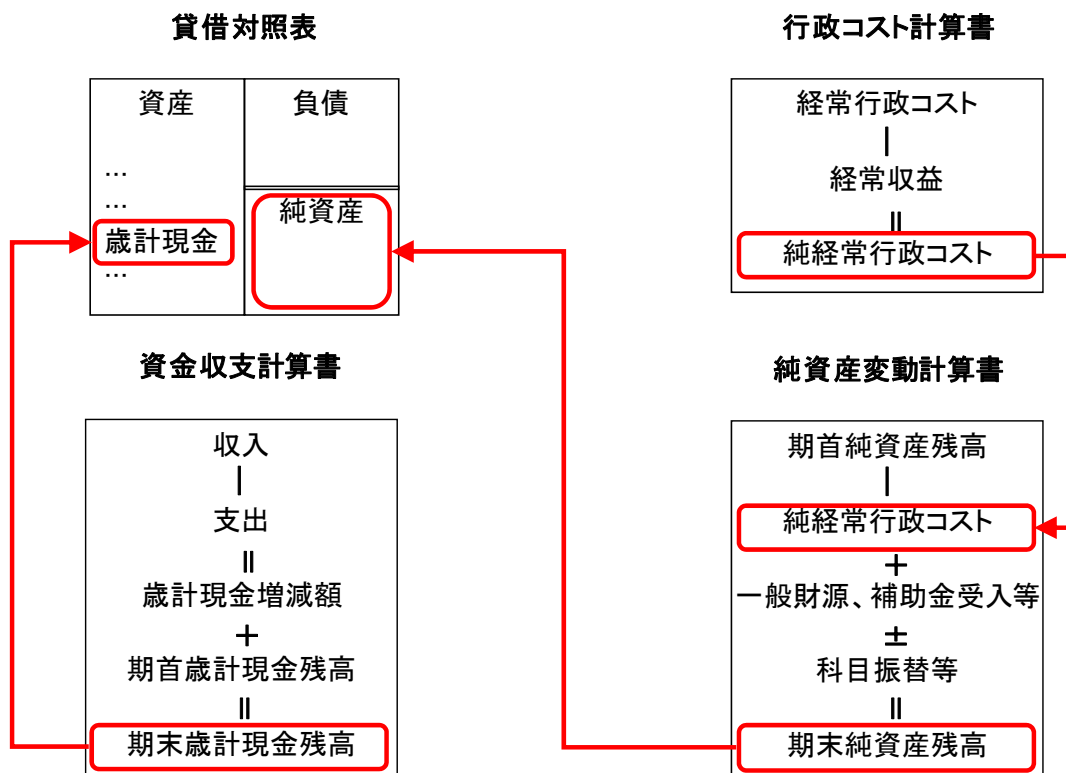 貸借対照表
資産
負債
…
…
歳計現金
…
純資産
行政コスト計算書
経常行政コスト
－
経常収益
＝
純経常行政コスト
資金収支計算書
収入
－
支出
＝
歳計現金増減額
＋
期首歳計現金残高
＝
期末歳計現金残高
純資産変動計算書
期首純資産残高
－
純経常行政コスト
＋
一般財源、補助金受入等
±
科目振替等
＝
期末純資産残高